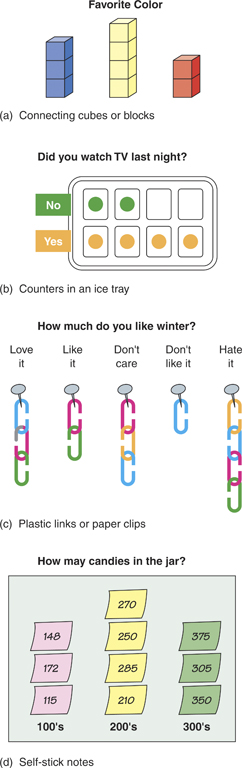 Favorite Color
(a) Connecting cubes or blocks
Did you watch TV last night?
No
Yes
(b) Counters in an ice tray
How much do you like winter?
Love it
Like it
Don't care
Don't like it
Hate it
(c) Plastic links or paper clips
How may candies in the jar?
270
148 250 375
172 285 305
115 210 350
100's 200's 300's
(d) Self-stick notes